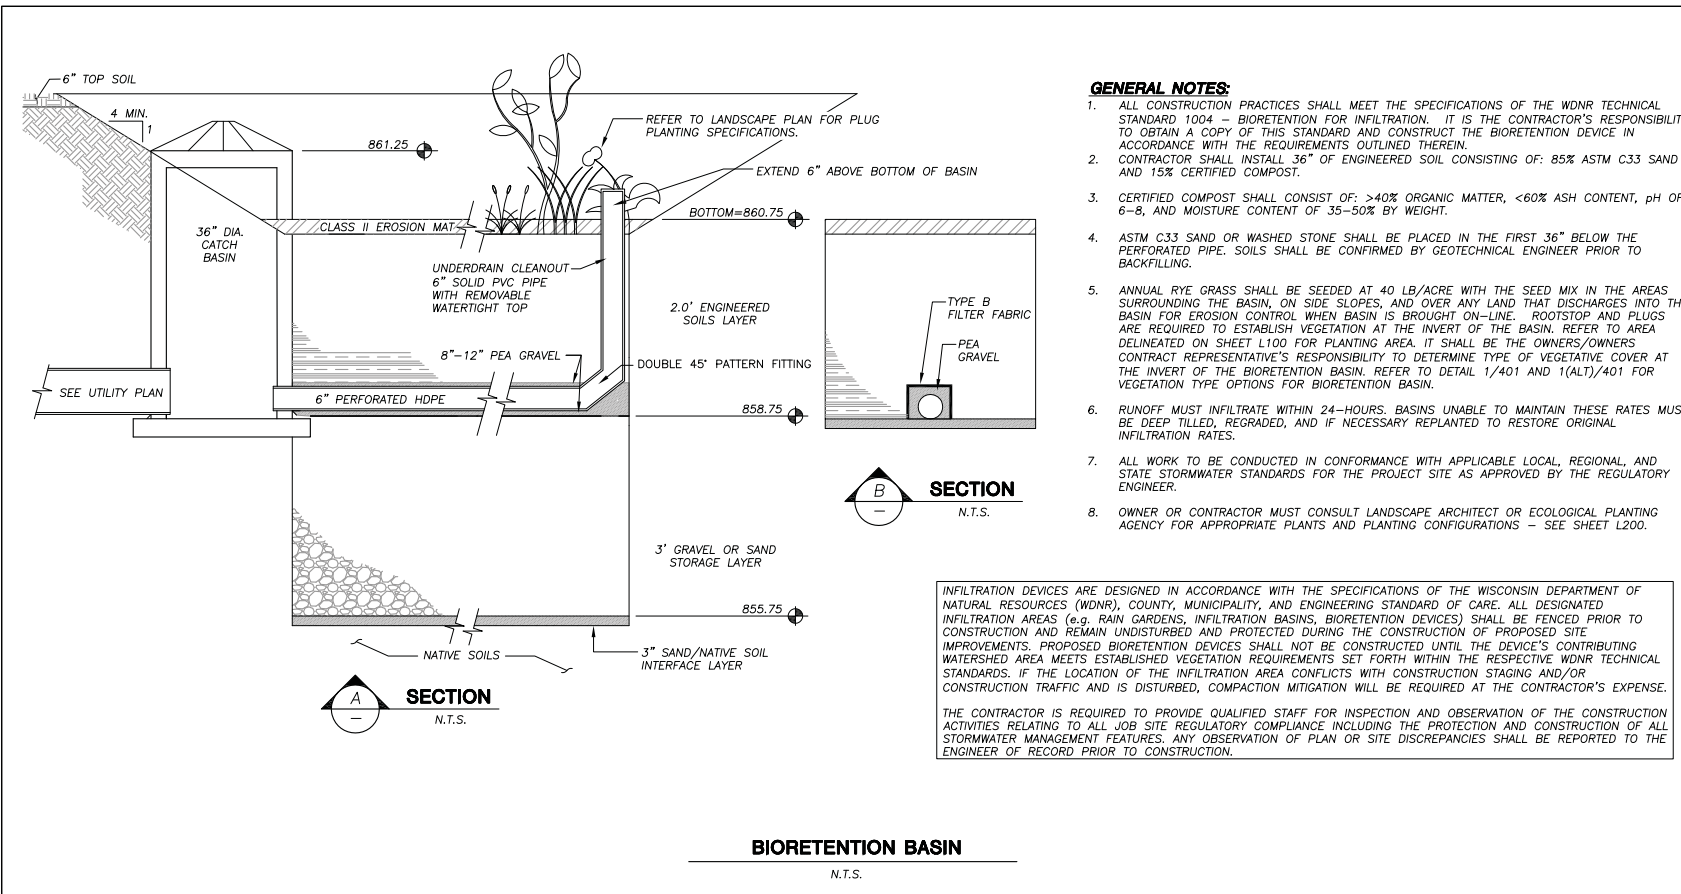 6" TOP SOIL
4 MIN.
1
861.25
REFER TO LANDSCAPE PLAN FOR PLUG
PLANTING SPECIFICATIONS.
EXTEND 6" ABOVE BOTTOM OF BASIN
BOTTOM=860.75
36" DIA.
CATCH
BASIN
CLASS II EROSION MAT
UNDERDRAIN CLEANOUT
6" SOLID PVC PIPE
WITH REMOVABLE
WATERTIGHT TOP
2.0' ENGINEERED
SOILS LAYER
8"-12" PEA GRAVEL
DOUBLE 45° PATTERN FITTING
SEE UTILITY PLAN
6" PERFORATED HDPE
858.75
3' GRAVEL OR SAND
STORAGE LAYER
855.75
NATIVE SOILS
3" SAND/NATIVE SOIL
INTERFACE LAYER
A
–
SECTION
N.T.S.
TYPE B
FILTER FABRIC
PEA
GRAVEL
B
–
SECTION
N.T.S.
GENERAL NOTES:
1. ALL CONSTRUCTION PRACTICES SHALL MEET THE SPECIFICATIONS OF THE WDNR TECHNICAL
STANDARD 1004 – BIORETENTION FOR INFILTRATION. IT IS THE CONTRACTOR'S RESPONSIBILIT
TO OBTAIN A COPY OF THIS STANDARD AND CONSTRUCT THE BIORETENTION DEVICE IN
ACCORDANCE WITH THE REQUIREMENTS OUTLINED THEREIN.
2. CONTRACTOR SHALL INSTALL 36" OF ENGINEERED SOIL CONSISTING OF: 85% ASTM C33 SAND
AND 15% CERTIFIED COMPOST.
3. CERTIFIED COMPOST SHALL CONSIST OF: >40% ORGANIC MATTER, <60% ASH CONTENT, pH OF
6-8, AND MOISTURE CONTENT OF 35-50% BY WEIGHT.
4. ASTM C33 SAND OR WASHED STONE SHALL BE PLACED IN THE FIRST 36" BELOW THE
PERFORATED PIPE. SOILS SHALL BE CONFIRMED BY GEOTECHNICAL ENGINEER PRIOR TO
BACKFILLING.
5. ANNUAL RYE GRASS SHALL BE SEEDED AT 40 LB/ACRE WITH THE SEED MIX IN THE AREAS
SURROUNDING THE BASIN, ON SIDE SLOPES, AND OVER ANY LAND THAT DISCHARGES INTO TH
BASIN FOR EROSION CONTROL WHEN BASIN IS BROUGHT ON-LINE. ROOTSTOP AND PLUGS
ARE REQUIRED TO ESTABLISH VEGETATION AT THE INVERT OF THE BASIN. REFER TO AREA
DELINEATED ON SHEET L100 FOR PLANTING AREA. IT SHALL BE THE OWNERS/OWNERS
CONTRACT REPRESENTATIVE'S RESPONSIBILITY TO DETERMINE TYPE OF VEGETATIVE COVER AT
THE INVERT OF THE BIORETENTION BASIN. REFER TO DETAIL 1/401 AND 1(ALT)/401 FOR
VEGETATION TYPE OPTIONS FOR BIORETENTION BASIN.
6. RUNOFF MUST INFILTRATE WITHIN 24-HOURS. BASINS UNABLE TO MAINTAIN THESE RATES MUS
BE DEEP TILLED, REGRADED, AND IF NECESSARY REPLANTED TO RESTORE ORIGINAL
INFILTRATION RATES.
7. ALL WORK TO BE CONDUCTED IN CONFORMANCE WITH APPLICABLE LOCAL, REGIONAL, AND
STATE STORMWATER STANDARDS FOR THE PROJECT SITE AS APPROVED BY THE REGULATORY
ENGINEER.
8. OWNER OR CONTRACTOR MUST CONSULT LANDSCAPE ARCHITECT OR ECOLOGICAL PLANTING
AGENCY FOR APPROPRIATE PLANTS AND PLANTING CONFIGURATIONS – SEE SHEET L200.
INFILTRATION DEVICES ARE DESIGNED IN ACCORDANCE WITH THE SPECIFICATIONS OF THE WISCONSIN DEPARTMENT OF
NATURAL RESOURCES (WDNR), COUNTY, MUNICIPALITY, AND ENGINEERING STANDARD OF CARE. ALL DESIGNATED
INFILTRATION AREAS (e.g. RAIN GARDENS, INFILTRATION BASINS, BIORETENTION DEVICES) SHALL BE FENCED PRIOR TO
CONSTRUCTION AND REMAIN UNDISTURBED AND PROTECTED DURING THE CONSTRUCTION OF PROPOSED SITE
IMPROVEMENTS. PROPOSED BIORETENTION DEVICES SHALL NOT BE CONSTRUCTED UNTIL THE DEVICE'S CONTRIBUTING
WATERSHED AREA MEETS ESTABLISHED VEGETATION REQUIREMENTS SET FORTH WITHIN THE RESPECTIVE WDNR TECHNICAL
STANDARDS. IF THE LOCATION OF THE INFILTRATION AREA CONFLICTS WITH CONSTRUCTION STAGING AND/OR
CONSTRUCTION TRAFFIC AND IS DISTURBED, COMPACTION MITIGATION WILL BE REQUIRED AT THE CONTRACTOR'S EXPENSE.
THE CONTRACTOR IS REQUIRED TO PROVIDE QUALIFIED STAFF FOR INSPECTION AND OBSERVATION OF THE CONSTRUCTION
ACTIVITIES RELATING TO ALL JOB SITE REGULATORY COMPLIANCE INCLUDING THE PROTECTION AND CONSTRUCTION OF ALL
STORMWATER MANAGEMENT FEATURES. ANY OBSERVATION OF PLAN OR SITE DISCREPANCIES SHALL BE REPORTED TO THE
ENGINEER OF RECORD PRIOR TO CONSTRUCTION.
BIORETENTION BASIN
N.T.S.